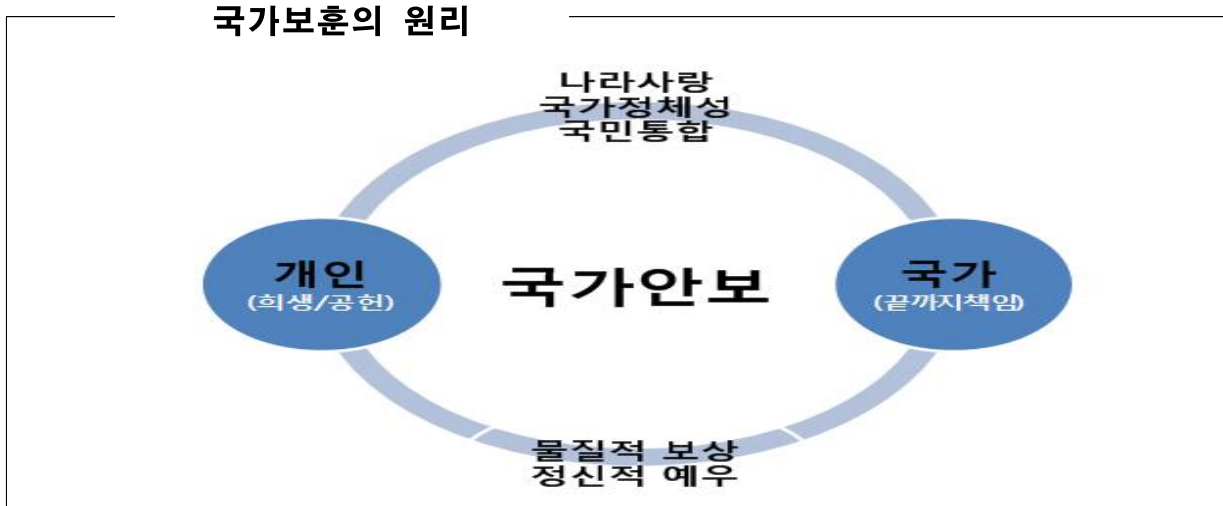 국가보훈의 원리
나라사랑
국가정체성
국민통합
개인
(희생/공헌)
국가안보
국가
(끝까지책임)
물질적 보상
정신적 예우